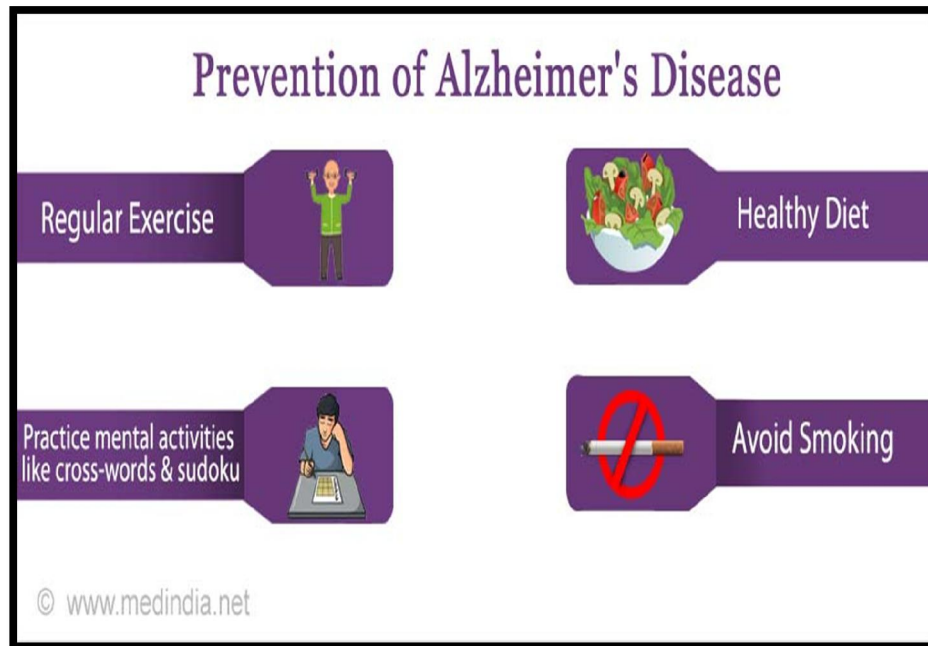 Prevention of Alzheimer's Disease
Regular Exercise
Healthy Diet
Practice mental activities
like cross-words & sudoku
Avoid Smoking
© www.medindia.net